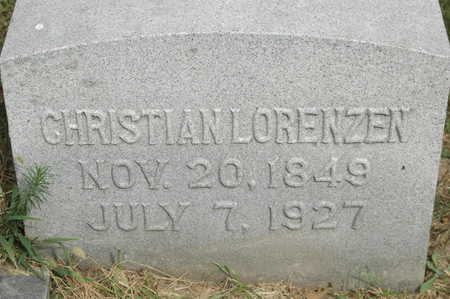 CHRISTIAN LORENZEN
NOV. 20, 1849
JULY 7, 1927